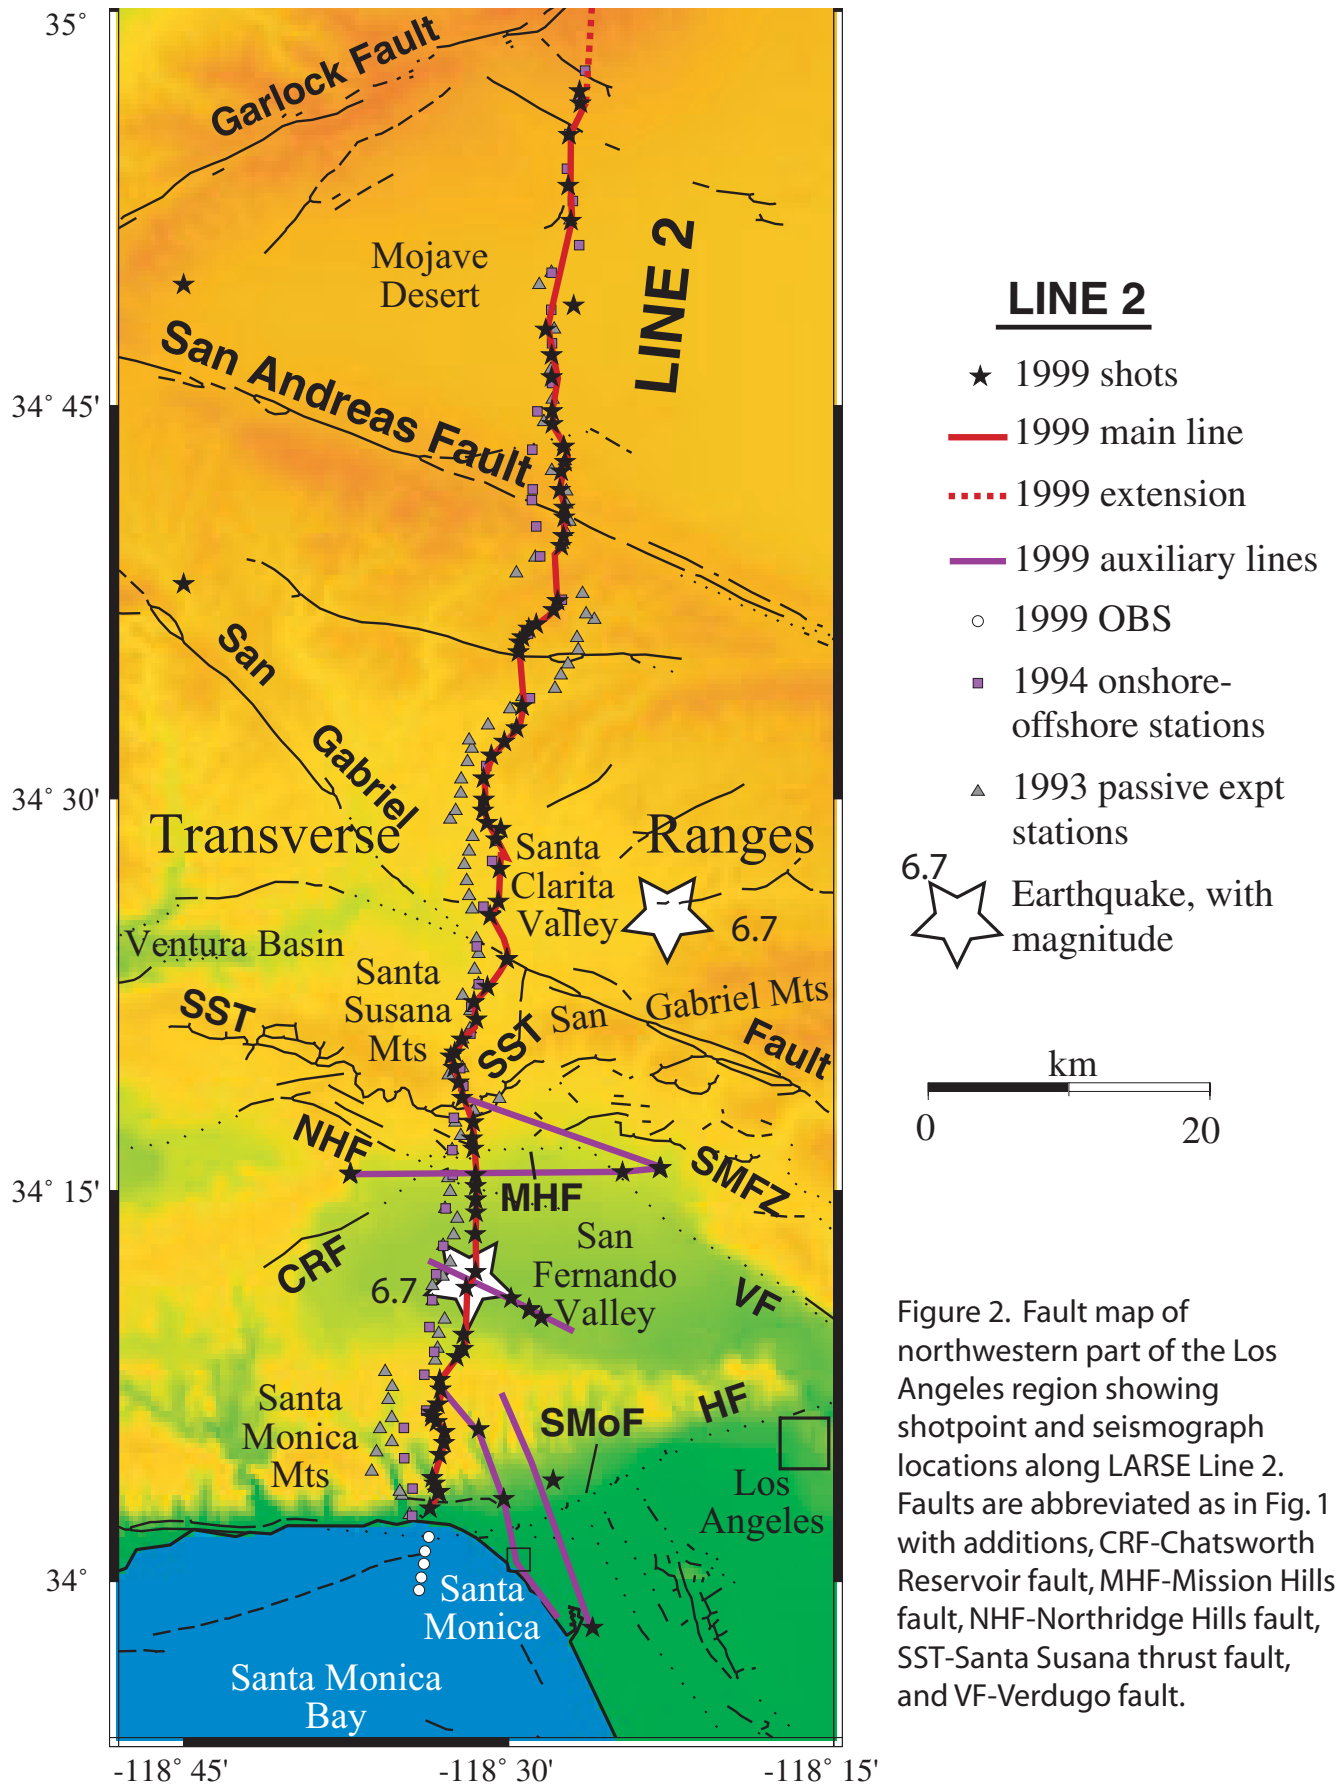 35°
34° 45'
34° 30'
34° 15'
34°
-118° 45'
-118° 30'
-118° 15'
Garlock Fault
Mojave
Desert
LINE 2
San Andreas Fault
San
Gabriel
Transverse
Ranges
Santa
Clarita
Valley
6.7
Ventura Basin
Santa
Susana
Mts
SST
SST
San
Gabriel Mts
Fault
NHF
MHF
SMFZ
CRF
6.7
San
Fernando
Valley
VF
Santa
Monica
Mts
SMoF
HF
Los
Angeles
Santa
Monica
Santa Monica
Bay
LINE 2
1999 shots
1999 main line
1999 extension
1999 auxiliary lines
1999 OBS
1994 onshore-
offshore stations
1993 passive expt
stations
6.7
Earthquake, with
magnitude
km
0
20
Figure 2. Fault map of
northwestern part of the Los
Angeles region showing
shotpoint and seismograph
locations along LARSE Line 2.
Faults are abbreviated as in Fig. 1
with additions, CRF-Chatsworth
Reservoir fault, MHF-Mission Hills
fault, NHF-Northridge Hills fault,
SST-Santa Susana thrust fault,
and VF-Verdugo fault.